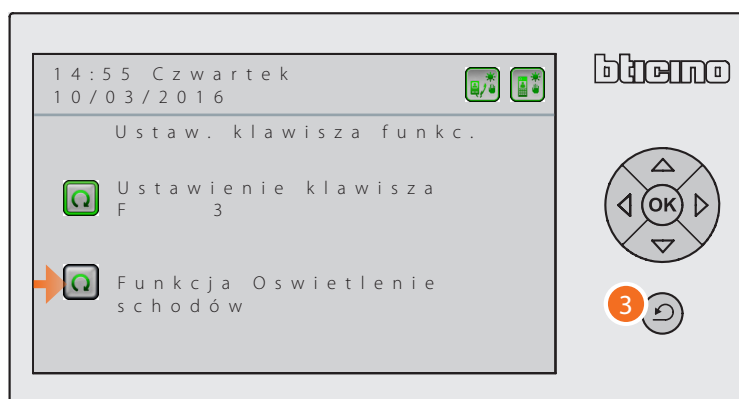 14:55 Czwartek
10/03/2016
bticino
Ustaw. klawisza funkc.
Ustawienie klawisza
F 3
OK
Funkcja Oswietlenie
schodów
3